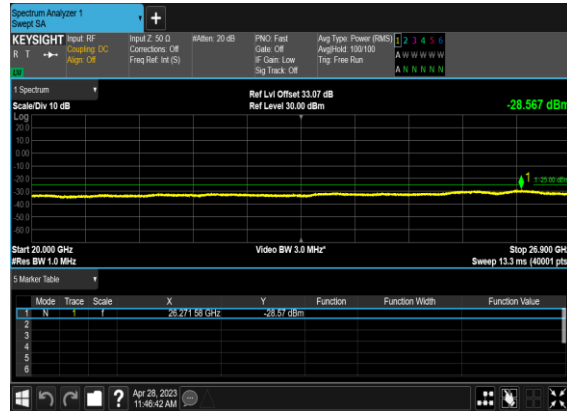 Spectrum Analyzer 1
Swept SA
+
KEYSIGHT Input: RF Input Z: 50 Ω #Atten: 20 dB PNO: Fast Avg Type: Power (RMS) 1 2 3 4 5 6
R T Coupling: DC Corrections: Off Gate: Off Avg|Hold: 100/100 A W W W W W
Align: Off Freq Ref: Int (S) IF Gain: Low Trig: Free Run
LW Sig Track: Off A N N N N N
1 Spectrum Ref Lvl Offset 33.07 dB
Scale/Div 10 dB Ref Level 30.00 dBm -28.567 dBm
Log
20.0
10.0
0.00
-10.0
-20.0 1
-30.0
-40.0
-50.0
-60.0
Start 20.000 GHz Video BW 3.0 MHz* Stop 26.900 GHz
#Res BW 1.0 MHz Sweep 13.3 ms (40001 pts
5 Marker Table
Mode Trace Scale X Y Function Function Width Function Value
1 N 1 f 26.271 58 GHz -28.57 dBm
2
3
4
5
6
? Apr 28, 2023
11:46:42 AM